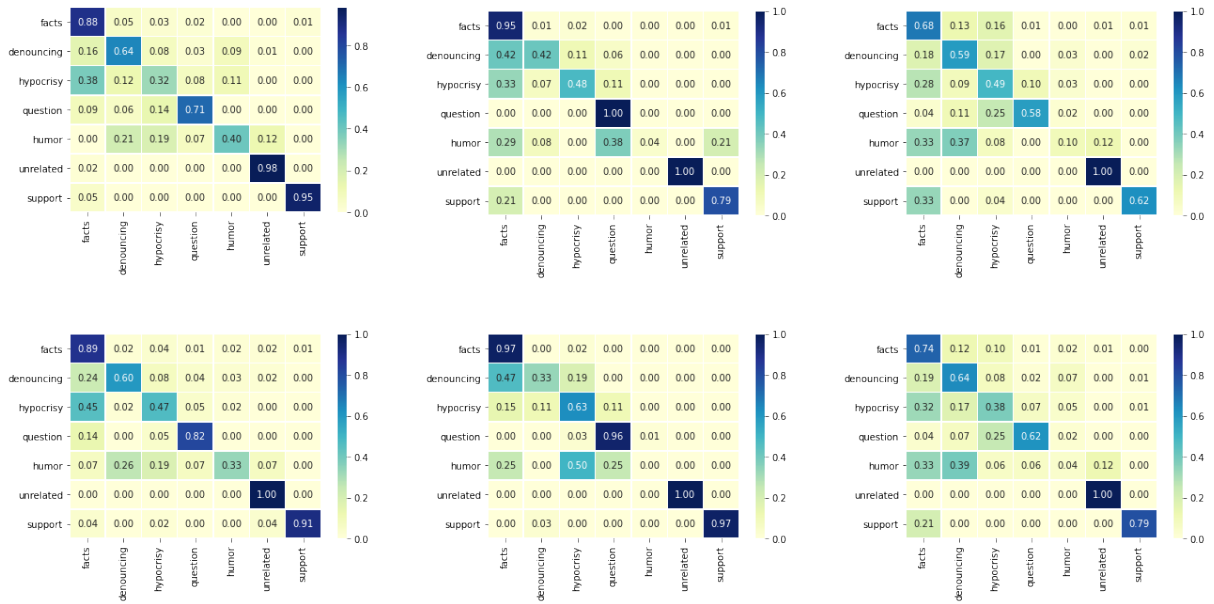 facts 0.88 0.05 0.03 0.02 0.00 0.00 0.01
denouncing 0.16 0.64 0.08 0.03 0.09 0.01 0.00
hypocrisy 0.38 0.12 0.32 0.08 0.11 0.00 0.00
question 0.09 0.06 0.14 0.71 0.00 0.00 0.00
humor 0.00 0.21 0.19 0.07 0.40 0.12 0.00
unrelated 0.02 0.00 0.00 0.00 0.00 0.98 0.00
support 0.05 0.00 0.00 0.00 0.00 0.00 0.95
facts denouncing hypocrisy question humor unrelated support
0.8
0.6
0.4
0.2
0.0
facts 0.95 0.01 0.02 0.00 0.00 0.00 0.01
denouncing 0.42 0.42 0.11 0.06 0.00 0.00 0.00
hypocrisy 0.33 0.07 0.48 0.11 0.00 0.00 0.00
question 0.00 0.00 0.00 1.00 0.00 0.00 0.00
humor 0.29 0.08 0.00 0.38 0.04 0.00 0.21
unrelated 0.00 0.00 0.00 0.00 0.00 1.00 0.00
support 0.21 0.00 0.00 0.00 0.00 0.00 0.79
facts denouncing hypocrisy question humor unrelated support
1.0
0.8
0.6
0.4
0.2
0.0
facts 0.68 0.13 0.16 0.01 0.01 0.00 0.01
denouncing 0.18 0.59 0.17 0.00 0.03 0.00 0.02
hypocrisy 0.28 0.09 0.49 0.10 0.03 0.00 0.00
question 0.04 0.11 0.25 0.58 0.02 0.00 0.00
humor 0.33 0.37 0.08 0.00 0.10 0.12 0.00
unrelated 0.00 0.00 0.00 0.00 0.00 1.00 0.00
support 0.33 0.00 0.04 0.00 0.00 0.00 0.62
facts denouncing hypocrisy question humor unrelated support
1.0
0.8
0.6
0.4
0.2
0.0
facts 0.89 0.02 0.04 0.01 0.02 0.02 0.01
denouncing 0.24 0.60 0.08 0.04 0.03 0.02 0.00
hypocrisy 0.45 0.02 0.47 0.05 0.02 0.00 0.00
question 0.14 0.00 0.05 0.82 0.00 0.00 0.00
humor 0.07 0.26 0.19 0.07 0.33 0.07 0.00
unrelated 0.00 0.00 0.00 0.00 0.00 1.00 0.00
support 0.04 0.00 0.02 0.00 0.00 0.04 0.91
facts denouncing hypocrisy question humor unrelated support
1.0
0.8
0.6
0.4
0.2
0.0
facts 0.97 0.00 0.02 0.00 0.00 0.00 0.00
denouncing 0.47 0.33 0.19 0.00 0.00 0.00 0.00
hypocrisy 0.15 0.11 0.63 0.11 0.00 0.00 0.00
question 0.00 0.00 0.03 0.96 0.01 0.00 0.00
humor 0.25 0.00 0.50 0.25 0.00 0.00 0.00
unrelated 0.00 0.00 0.00 0.00 0.00 1.00 0.00
support 0.00 0.03 0.00 0.00 0.00 0.00 0.97
facts denouncing hypocrisy question humor unrelated support
1.0
0.8
0.6
0.4
0.2
0.0
facts 0.74 0.12 0.10 0.01 0.02 0.01 0.00
denouncing 0.19 0.64 0.08 0.02 0.07 0.00 0.01
hypocrisy 0.32 0.17 0.38 0.07 0.05 0.00 0.01
question 0.04 0.07 0.25 0.62 0.02 0.00 0.00
humor 0.33 0.39 0.06 0.06 0.04 0.12 0.00
unrelated 0.00 0.00 0.00 0.00 0.00 1.00 0.00
support 0.21 0.00 0.00 0.00 0.00 0.00 0.79
facts denouncing hypocrisy question humor unrelated support
1.0
0.8
0.6
0.4
0.2
0.0